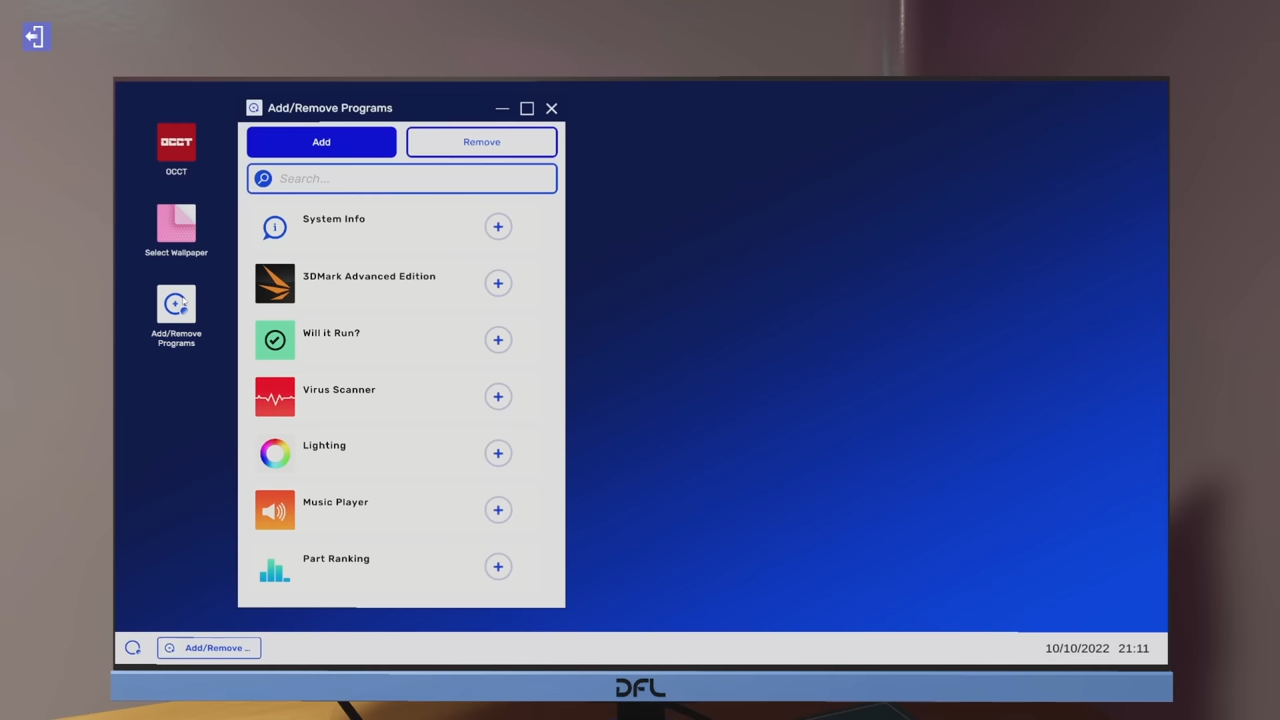 Add/Remove Programs
Add
Remove
Search...
OCCT
OCCT
Select Wallpaper
Add/Remove
Programs
System Info
3DMark Advanced Edition
Will it Run?
Virus Scanner
Lighting
Music Player
Part Ranking
Add/Remove ...
10/10/2022 21:11
DFL